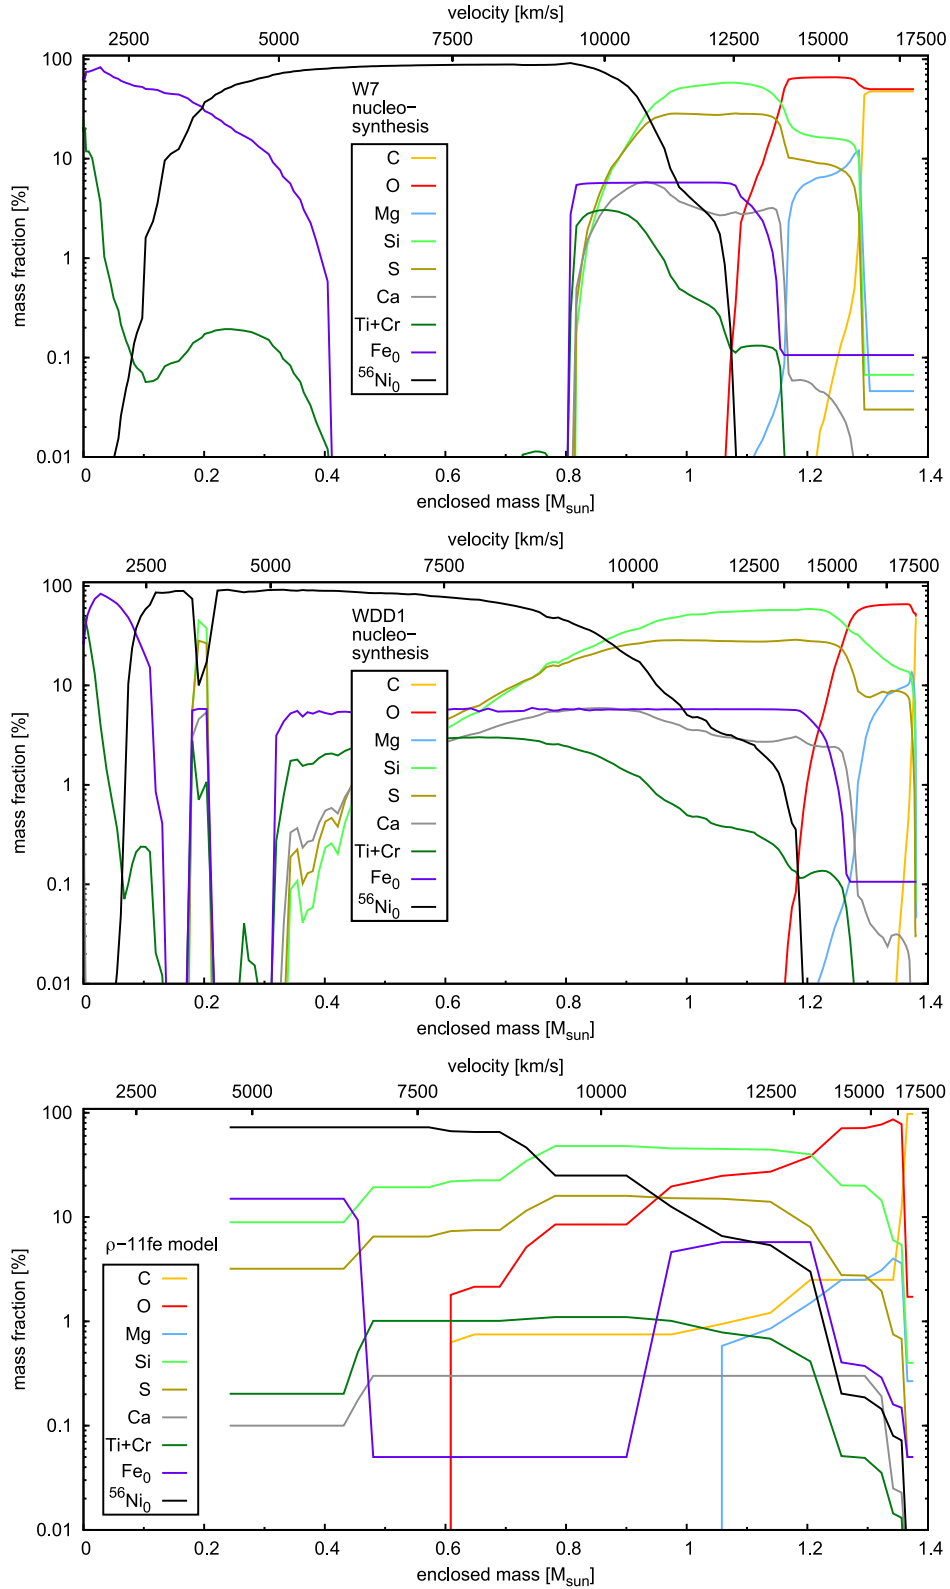 velocity [km/s]
2500 5000 7500 10000 12500 15000 17500
100
10
1
0.1
0.01
mass fraction [%]
W7
nucleo-
synthesis
C
O
Mg
Si
S
Ca
Ti+Cr
Fe0
56Ni0
0 0.2 0.4 0.6 0.8 1 1.2 1.4
enclosed mass [Msun]
velocity [km/s]
2500 5000 7500 10000 12500 15000 17500
100
10
1
0.1
0.01
mass fraction [%]
WDD1
nucleo-
synthesis
C
O
Mg
Si
S
Ca
Ti+Cr
Fe0
56Ni0
0 0.2 0.4 0.6 0.8 1 1.2 1.4
enclosed mass [Msun]
velocity [km/s]
2500 5000 7500 10000 12500 15000 17500
100
10
1
0.1
0.01
mass fraction [%]
ρ-11fe model
C
O
Mg
Si
S
Ca
Ti+Cr
Fe0
56Ni0
0 0.2 0.4 0.6 0.8 1 1.2 1.4
enclosed mass [Msun]